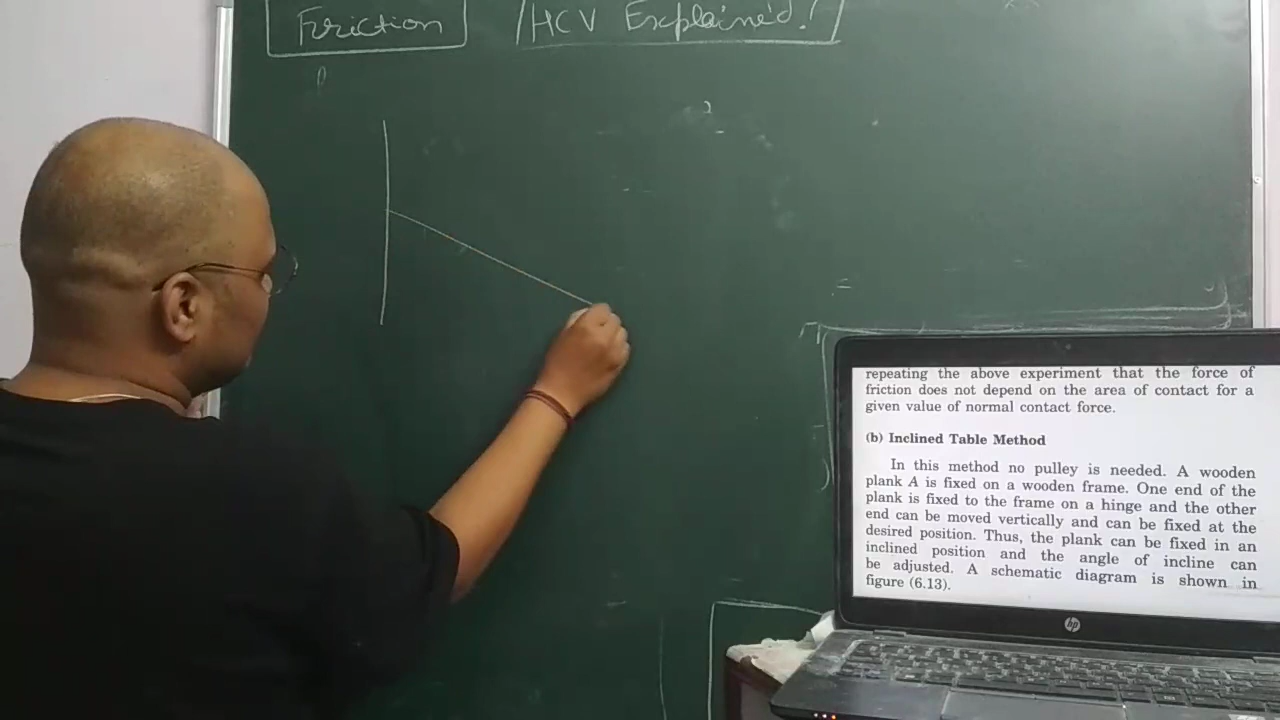 Friction /HCV Explained!
repeating the above experiment that the force of
friction does not depend on the area of contact for a
given value of normal contact force.
(b) Inclined Table Method
In this method no pulley is needed. A wooden
plank A is fixed on a wooden frame. One end of the
plank is fixed to the frame on a hinge and the other
end can be moved vertically and can be fixed at the
desired position. Thus, the plank can be fixed in an
inclined position and the angle of incline can
be adjusted. A schematic diagram is shown in
figure (6.13).
hp